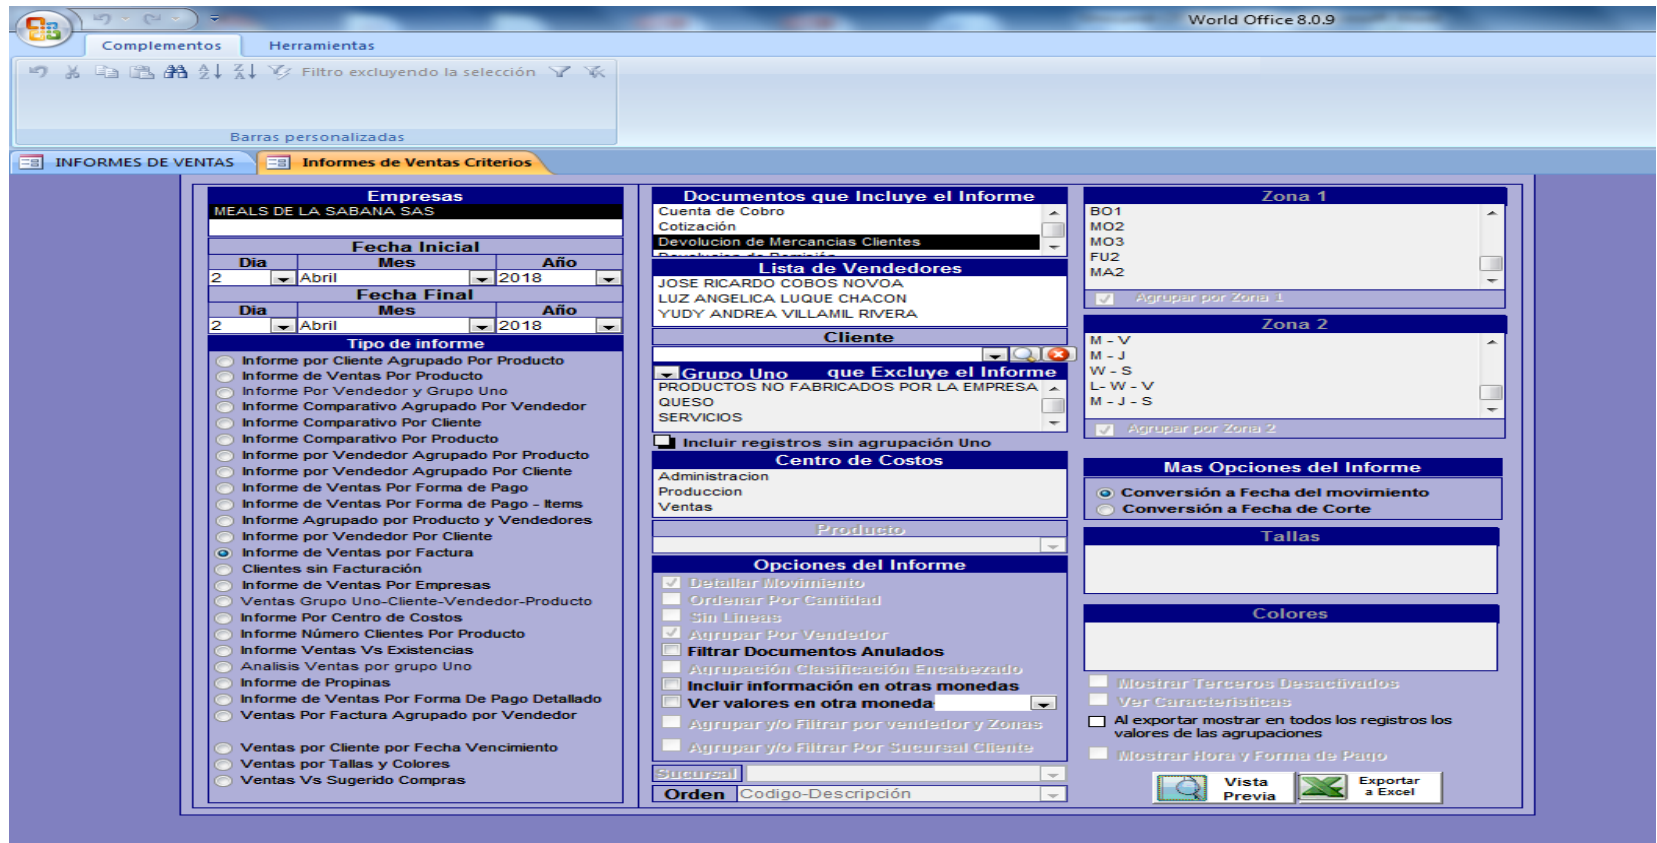 World Office 8.0.9
Complementos
Herramientas
Filtro excluyendo la selección
Barras personalizadas
INFORMES DE VENTAS
Informes de Ventas Criterios
Empresas
MEALS DE LA SABANA SAS
Fecha Inicial
Dia Mes Año
2 Abril 2018
Fecha Final
Dia Mes Año
2 Abril 2018
Tipo de informe
Informe por Cliente Agrupado Por Producto
Informe de Ventas Por Producto
Informe Por Vendedor y Grupo Uno
Informe Comparativo Agrupado Por Vendedor
Informe Comparativo Por Cliente
Informe Comparativo Por Producto
Informe por Vendedor Agrupado Por Producto
Informe por Vendedor Agrupado Por Cliente
Informe de Ventas Por Forma de Pago
Informe de Ventas Por Forma de Pago - Items
Informe Agrupado por Producto y Vendedores
Informe por Vendedor Por Cliente
Informe de Ventas por Factura
Clientes sin Facturación
Informe de Ventas Por Empresas
Ventas Grupo Uno-Cliente-Vendedor-Producto
Informe Por Centro de Costos
Informe Número Clientes Por Producto
Informe Ventas Vs Existencias
Analisis Ventas por grupo Uno
Informe de Propinas
Informe de Ventas Por Forma De Pago Detallado
Ventas Por Factura Agrupado por Vendedor
Ventas por Cliente por Fecha Vencimiento
Ventas por Tallas y Colores
Ventas Vs Sugerido Compras
Documentos que Incluye el Informe
Cuenta de Cobro
Cotización
Devolucion de Mercancias Clientes
Devolucion de Remisión
Lista de Vendedores
JOSE RICARDO COBOS NOVOA
LUZ ANGELICA LUQUE CHACON
YUDY ANDREA VILLAMIL RIVERA
Cliente
Grupo Uno que Excluye el Informe
PRODUCTOS NO FABRICADOS POR LA EMPRESA
QUESO
SERVICIOS
Incluir registros sin agrupación Uno
Centro de Costos
Administracion
Produccion
Ventas
Producto
Opciones del Informe
Detallar Movimiento
Ordenar Por Cantidad
Sin Lineas
Agrupar Por Vendedor
Filtrar Documentos Anulados
Agrupación Clasificación Encabezado
Incluir información en otras monedas
Ver valores en otra moneda
Agrupar y/o Filtrar por vendedor y Zonas
Agrupar y/o Filtrar Por Sucursal Cliente
Sucursal
Orden Codigo-Descripción
Zona 1
BO1
MO2
MO3
FU2
MA2
Agrupar por Zona 1
Zona 2
M - V
M - J
W - S
L- W - V
M - J - S
Agrupar por Zona 2
Mas Opciones del Informe
Conversión a Fecha del movimiento
Conversión a Fecha de Corte
Tallas
Colores
Mostrar Terceros Desactivados
Ver Caracteristicas
Al exportar mostrar en todos los registros los
valores de las agrupaciones
Mostrar Hora y Forma de Pago
Vista
Previa
Exportar
a Excel